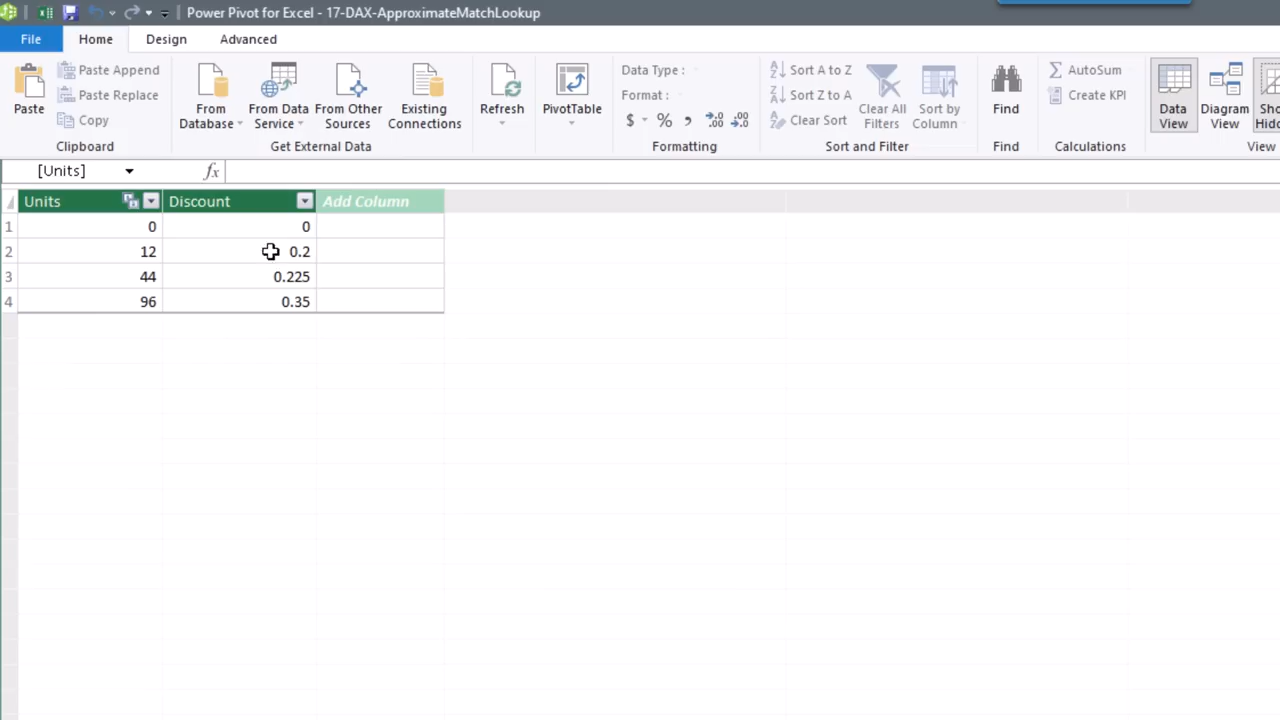 Power Pivot for Excel - 17-DAX-ApproximateMatchLookup
File Home Design Advanced
Paste
Paste Append
Paste Replace
Copy
Clipboard
From Database
From Data Service
From Other Sources
Existing Connections
Get External Data
Refresh
PivotTable
Data Type :
Format :
$ % ,
Formatting
Sort A to Z
Sort Z to A
Clear Sort
Clear All Filters
Sort by Column
Sort and Filter
Find
Find
AutoSum
Create KPI
Calculations
Data View
Diagram View
Sho
Hidd
View
[Units] fx
Units Discount Add Column
1 0 0
2 12 0.2
3 44 0.225
4 96 0.35